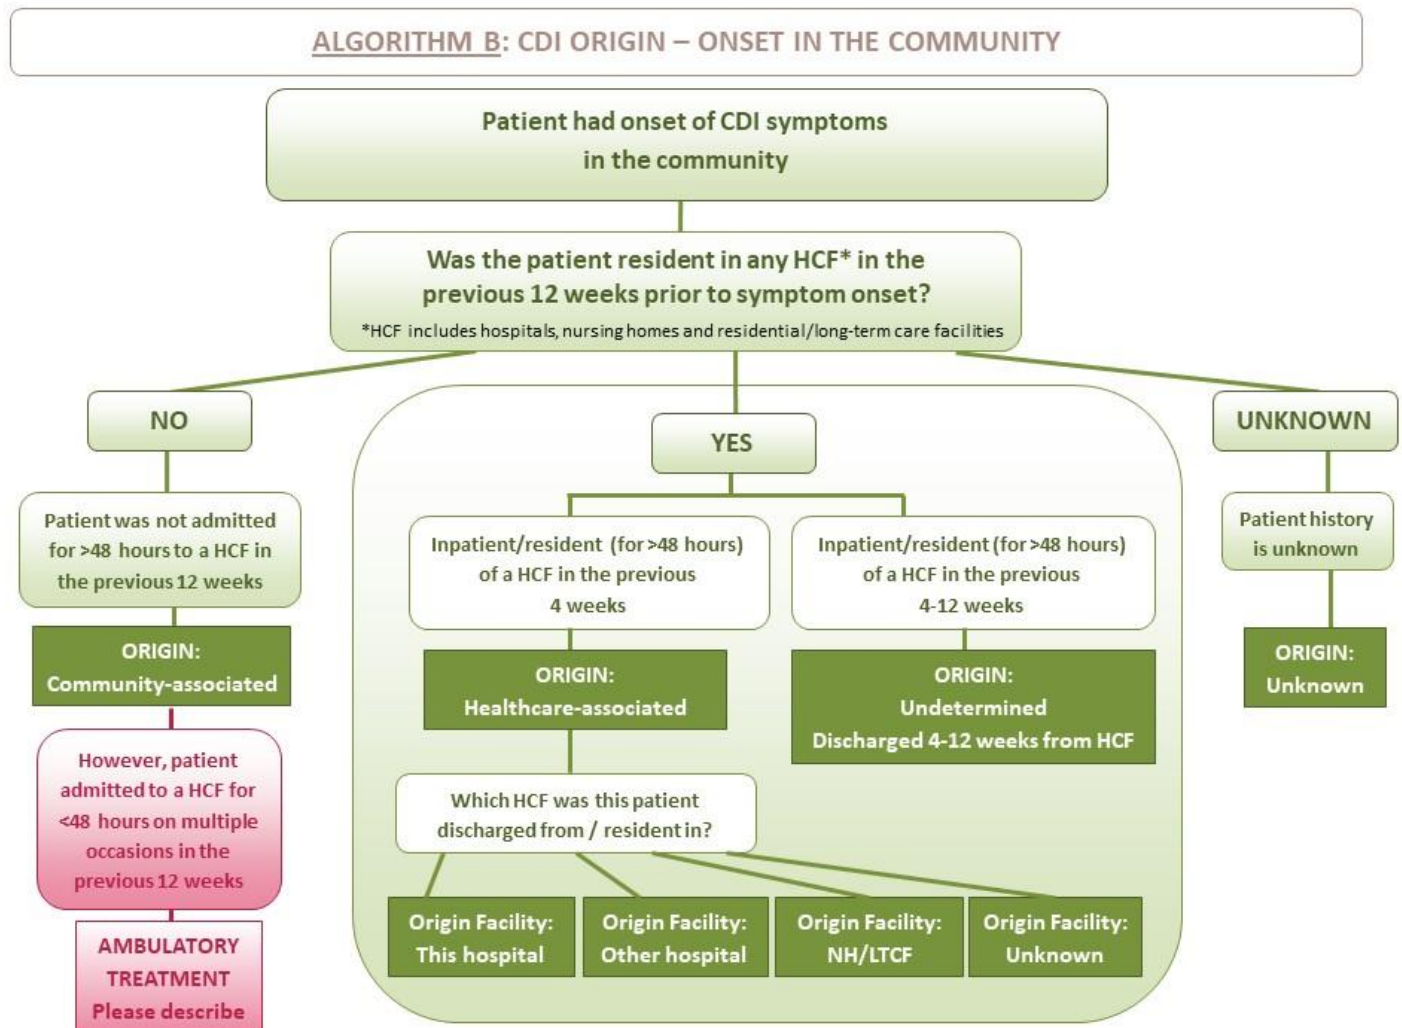 ALGORITHM B: CDI ORIGIN – ONSET IN THE COMMUNITY
Patient had onset of CDI symptoms
in the community
Was the patient resident in any HCF* in the
previous 12 weeks prior to symptom onset?
*HCF includes hospitals, nursing homes and residential/long-term care facilities
NO
Patient was not admitted
for >48 hours to a HCF in
the previous 12 weeks
ORIGIN:
Community-associated
However, patient
admitted to a HCF for
<48 hours on multiple
occasions in the
previous 12 weeks
AMBULATORY
TREATMENT
Please describe
YES
Inpatient/resident (for >48 hours)
of a HCF in the previous
4 weeks
ORIGIN:
Healthcare-associated
Which HCF was this patient
discharged from / resident in?
Origin Facility:
This hospital
Origin Facility:
Other hospital
Origin Facility:
NH/LTCF
Origin Facility:
Unknown
Inpatient/resident (for >48 hours)
of a HCF in the previous
4-12 weeks
ORIGIN:
Undetermined
Discharged 4-12 weeks from HCF
UNKNOWN
Patient history
is unknown
ORIGIN:
Unknown